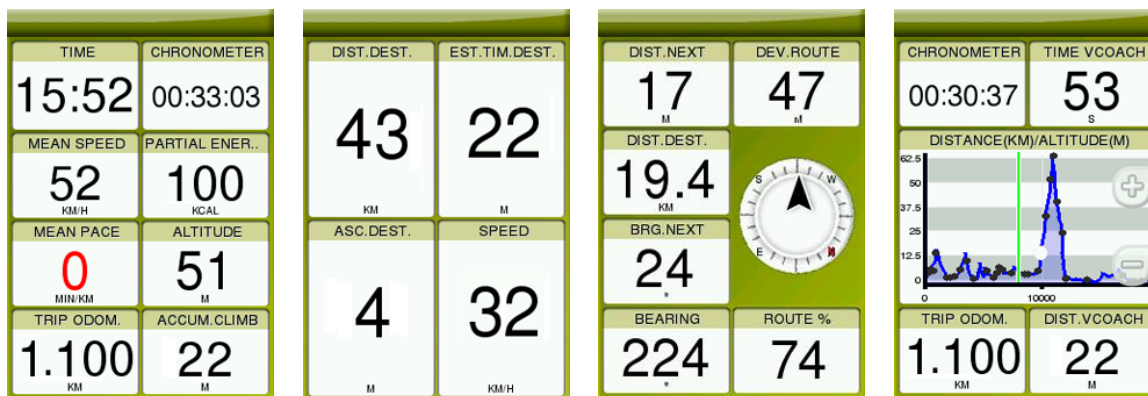 TIME CHRONOMETER
15:52 00:33:03
MEAN SPEED PARTIAL ENER..
52 100
KM/H KCAL
MEAN PACE ALTITUDE
0 51
MIN/KM M
TRIP ODOM. ACCUM.CLIMB
1.100 22
KM M
DIST.DEST. EST.TIM.DEST.
43 22
KM M
ASC.DEST. SPEED
4 32
M KM/H
DIST.NEXT DEV.ROUTE
17 47
M M
DIST.DEST.
19.4
KM
S W
E N
BRG.NEXT
24
°
BEARING ROUTE %
224 74
°
CHRONOMETER TIME VCOACH
00:30:37 53
S
DISTANCE(KM)/ALTITUDE(M)
62.5
50
37.5
25
12.5
0
0 10000
TRIP ODOM. DIST.VCOACH
1.100 22
KM M